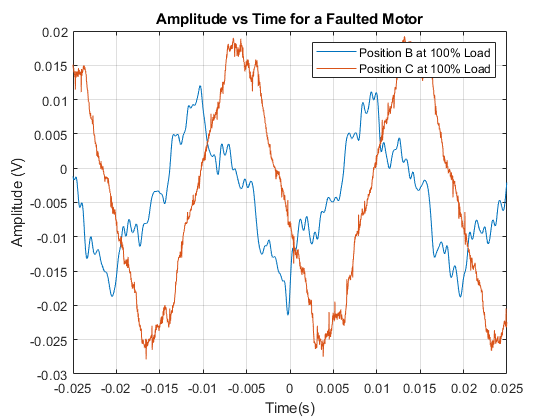 Amplitude vs Time for a Faulted Motor
Position B at 100% Load
Position C at 100% Load
Amplitude (V)
0.02
0.015
0.01
0.005
0
-0.005
-0.01
-0.015
-0.02
-0.025
-0.03
-0.025 -0.02 -0.015 -0.01 -0.005 0 0.005 0.01 0.015 0.02 0.025
Time(s)